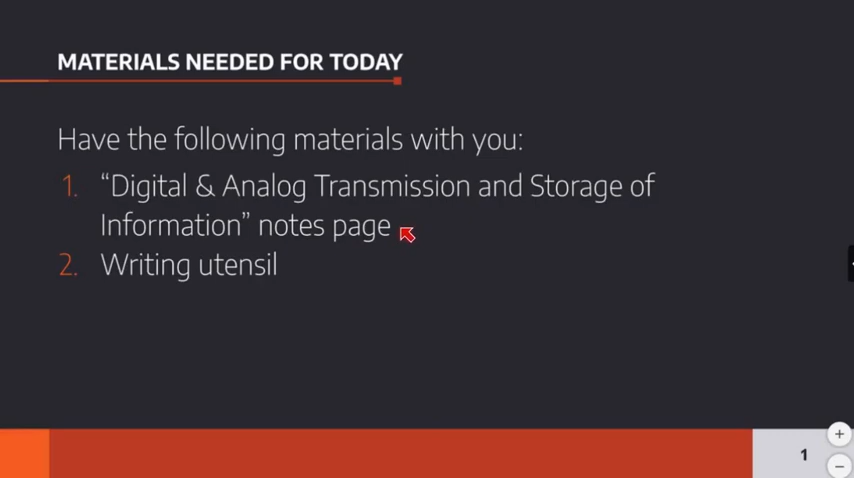 MATERIALS NEEDED FOR TODAY
Have the following materials with you:
1. “Digital & Analog Transmission and Storage of
Information” notes page
2. Writing utensil
1